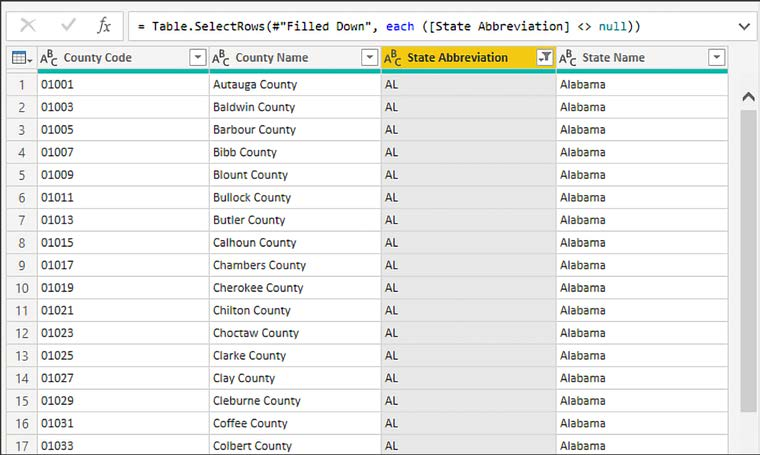 = Table.SelectRows(#"Filled Down", each ([State Abbreviation] <> null))
ABC County Code ABC County Name ABC State Abbreviation ABC State Name
1 01001 Autauga County AL Alabama
2 01003 Baldwin County AL Alabama
3 01005 Barbour County AL Alabama
4 01007 Bibb County AL Alabama
5 01009 Blount County AL Alabama
6 01011 Bullock County AL Alabama
7 01013 Butler County AL Alabama
8 01015 Calhoun County AL Alabama
9 01017 Chambers County AL Alabama
10 01019 Cherokee County AL Alabama
11 01021 Chilton County AL Alabama
12 01023 Choctaw County AL Alabama
13 01025 Clarke County AL Alabama
14 01027 Clay County AL Alabama
15 01029 Cleburne County AL Alabama
16 01031 Coffee County AL Alabama
17 01033 Colbert County AL Alabama